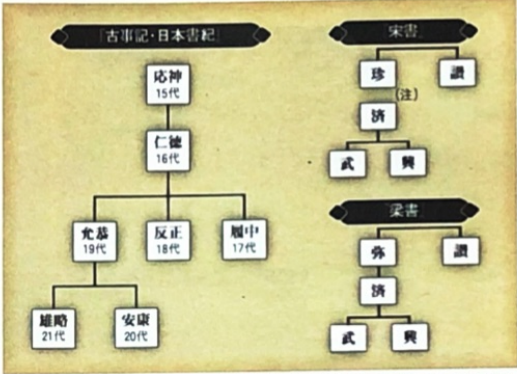 『古事記・日本書紀』
応神
15代
仁徳
16代
允恭
19代
反正
18代
履中
17代
雄略
21代
安康
20代
『宋書』
珍
讃
(注)
済
武
興
『梁書』
弥
讃
済
武
興